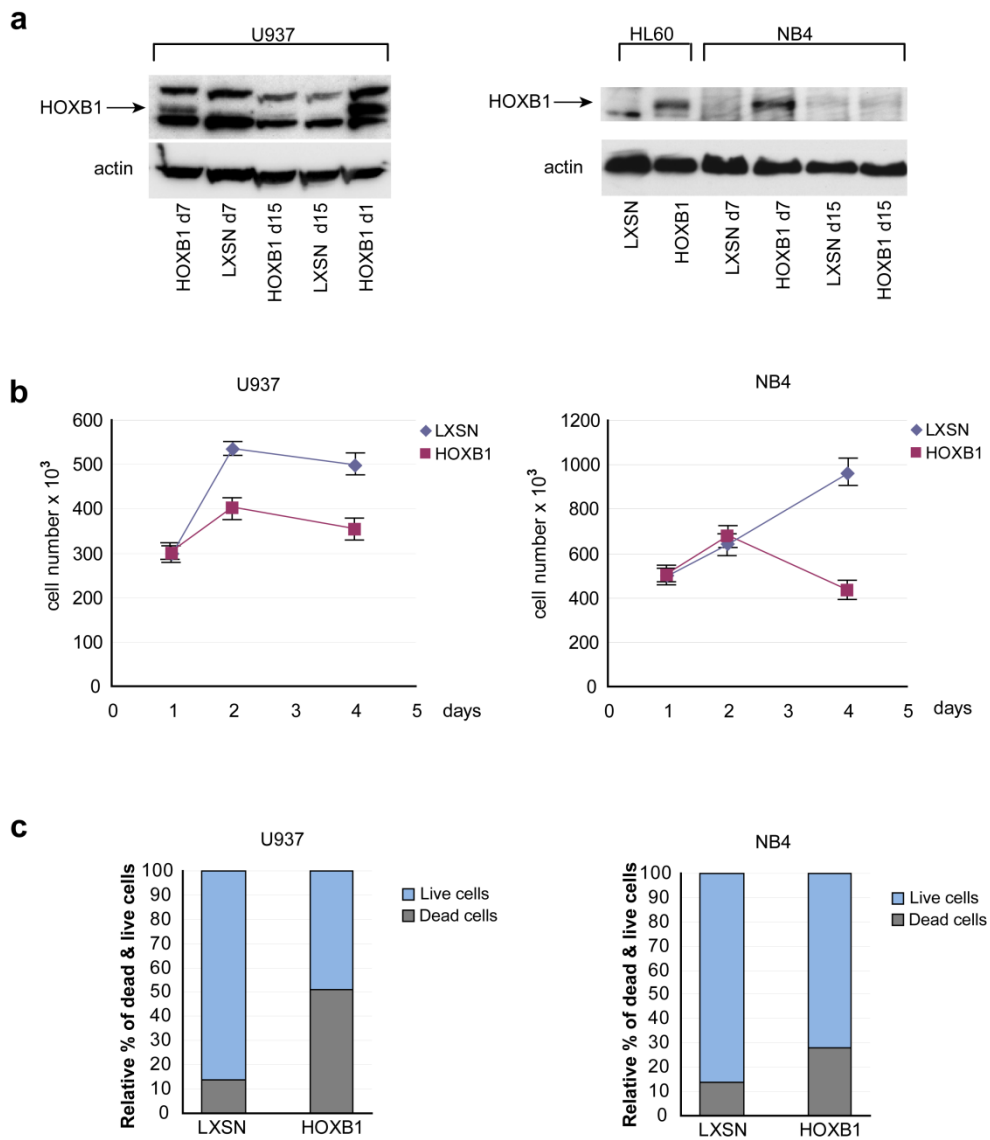 a
U937
HOXB1
actin
HOXB1 d7
LXSN d7
HOXB1 d15
LXSN d15
HOXB1 d1
HL60 NB4
HOXB1
actin
LXSN
HOXB1
LXSN d7
HOXB1 d7
LXSN d15
HOXB1 d15
b
U937
cell number x 10³
600
500
400
300
200
100
0
0 1 2 3 4 5 days
LXSN
HOXB1
NB4
cell number x 10³
1200
1000
800
600
400
200
0
0 1 2 3 4 5 days
LXSN
HOXB1
c
U937
Relative % of dead & live cells
100
90
80
70
60
50
40
30
20
10
0
LXSN HOXB1
Live cells
Dead cells
NB4
Relative % of dead & live cells
100
90
80
70
60
50
40
30
20
10
0
LXSN HOXB1
Live cells
Dead cells